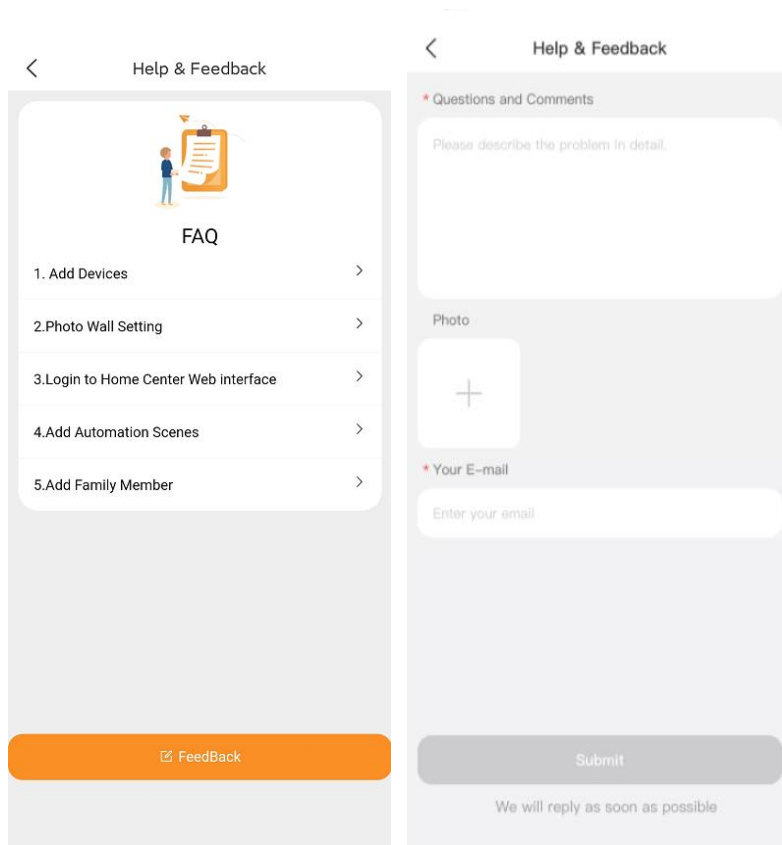 Help & Feedback
FAQ
1. Add Devices
2.Photo Wall Setting
3.Login to Home Center Web interface
4.Add Automation Scenes
5.Add Family Member
FeedBack
Help & Feedback
* Questions and Comments
Please describe the problem in detail.
Photo
* Your E-mail
Enter your email
Submit
We will reply as soon as possible